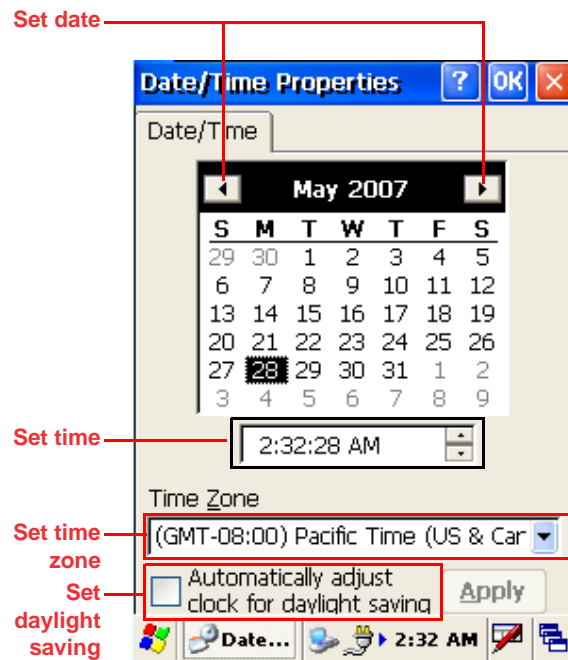 Set date
Date/Time Properties ? OK
Date/Time
May 2007
S M T W T F S
29 30 1 2 3 4 5
6 7 8 9 10 11 12
13 14 15 16 17 18 19
20 21 22 23 24 25 26
27 28 29 30 31 1 2
3 4 5 6 7 8 9
Set time
2:32:28 AM
Time Zone
Set time
zone
(GMT-08:00) Pacific Time (US & Car
Set
daylight
saving
Automatically adjust
clock for daylight saving
Apply
Date... 2:32 AM